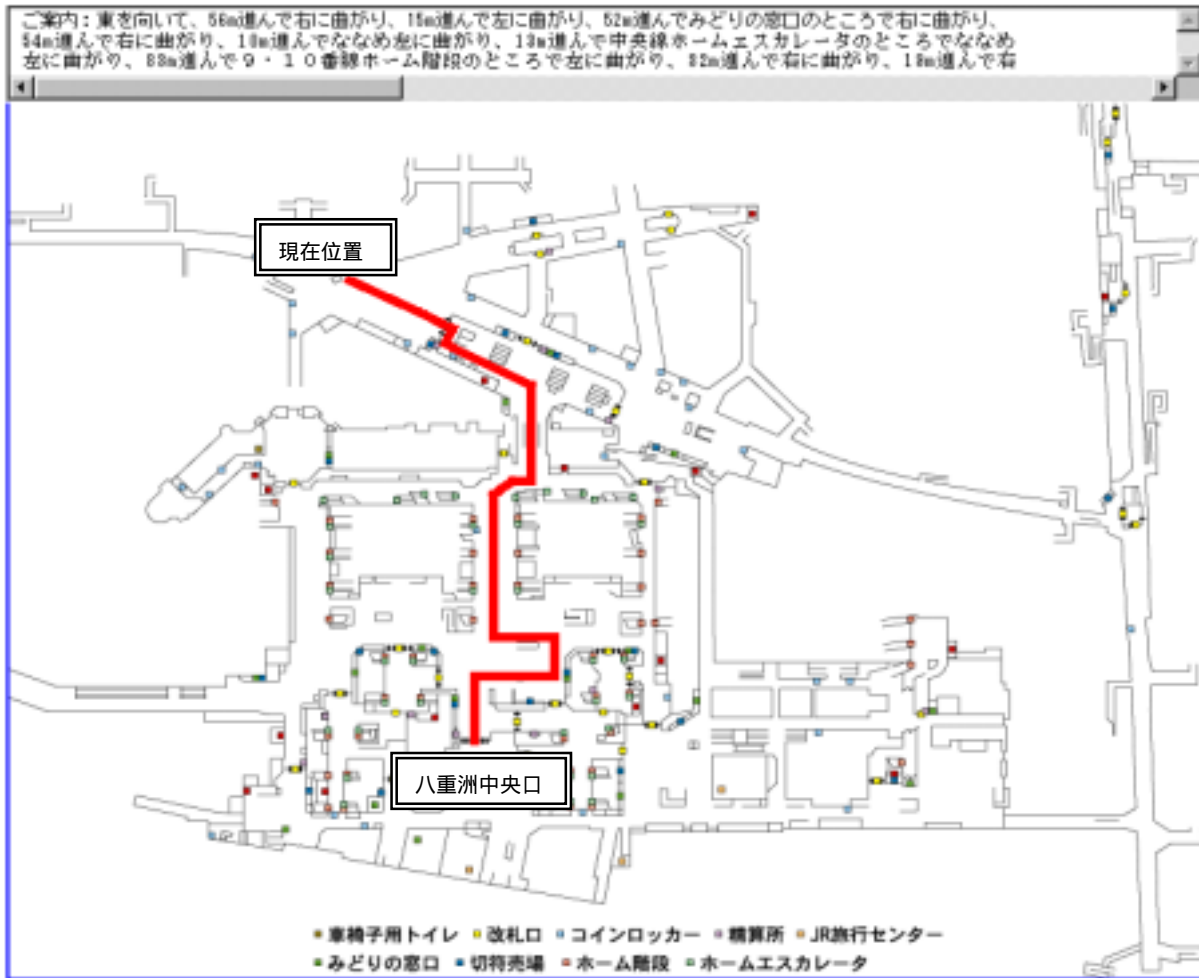 ご案内：東を向いて、56m進んで右に曲がり、15m進んで左に曲がり、52m進んでみどりの窓口のところで右に曲がり、
54m進んで右に曲がり、10m進んでななめ左に曲がり、13m進んで中央線ホームエスカレータのところでななめ
左に曲がり、88m進んで９・１０番線ホーム階段のところで左に曲がり、32m進んで右に曲がり、18m進んで右
現在位置
八重洲中央口
車椅子用トイレ 改札口 コインロッカー 精算所 JR旅行センター
みどりの窓口 切符売場 ホーム階段 ホームエスカレータ